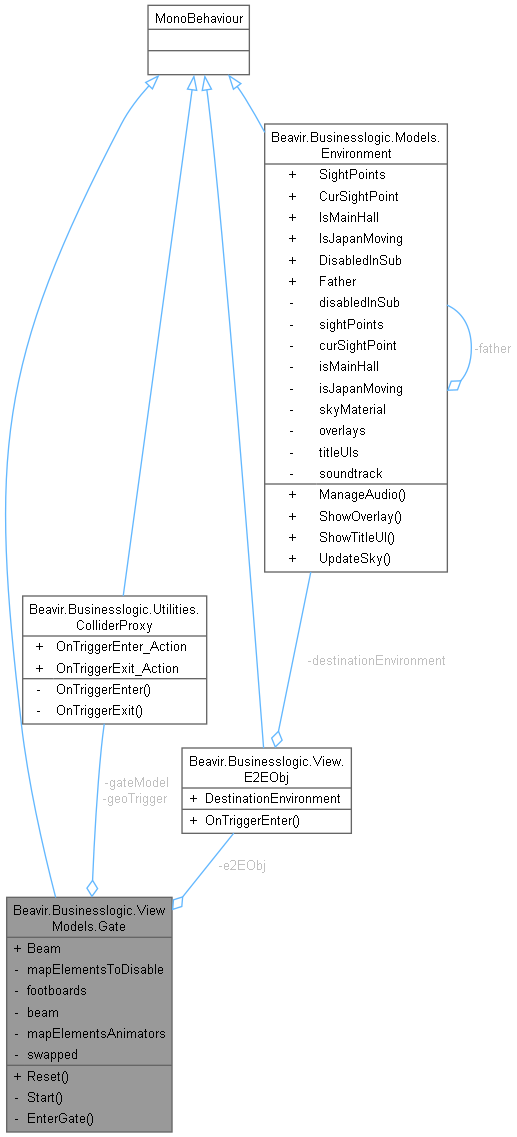 MonoBehaviour
Beavir.Businesslogic.Models.
Environment
+ SightPoints
+ CurSightPoint
+ IsMainHall
+ IsJapanMoving
+ DisabledInSub
+ Father
- disabledInSub
- sightPoints
- curSightPoint
- isMainHall
- isJapanMoving
- skyMaterial
- overlays
- titleUIs
- soundtrack
+ ManageAudio()
+ ShowOverlay()
+ ShowTitleUI()
+ UpdateSky()
-father
Beavir.Businesslogic.Utilities.
ColliderProxy
+ OnTriggerEnter_Action
+ OnTriggerExit_Action
- OnTriggerEnter()
- OnTriggerExit()
-destinationEnvironment
Beavir.Businesslogic.View.
E2EObj
+ DestinationEnvironment
+ OnTriggerEnter()
-gateModel
-geoTrigger
-e2EObj
Beavir.Businesslogic.View
Models.Gate
+ Beam
- mapElementsToDisable
- footboards
- beam
- mapElementsAnimators
- swapped
+ Reset()
- Start()
- EnterGate()